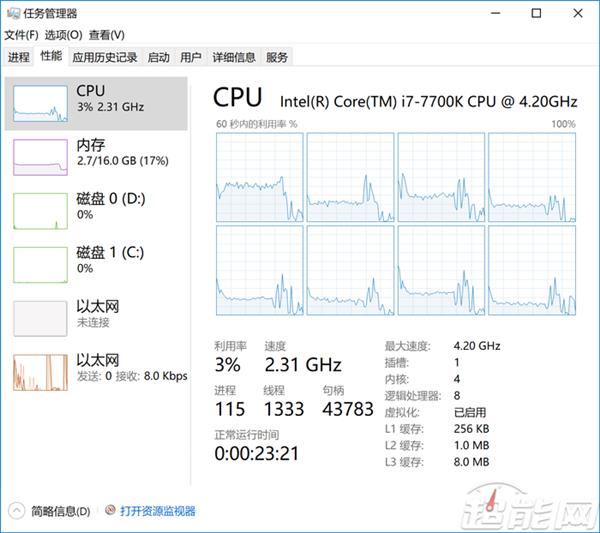 任务管理器
文件(F) 选项(O) 查看(V)
进程 性能 应用历史记录 启动 用户 详细信息 服务
CPU
3% 2.31 GHz
内存
2.7/16.0 GB (17%)
磁盘 0 (D:)
0%
磁盘 1 (C:)
0%
以太网
未连接
以太网
发送: 0 接收: 8.0 Kbps
CPU Intel(R) Core(TM) i7-7700K CPU @ 4.20GHz
60 秒内的利用率 % 100%
利用率 速度
3% 2.31 GHz
进程 线程 句柄
115 1333 43783
正常运行时间
0:00:23:21
最大速度: 4.20 GHz
插槽: 1
内核: 4
逻辑处理器: 8
虚拟化: 已启用
L1 缓存: 256 KB
L2 缓存: 1.0 MB
L3 缓存: 8.0 MB
简略信息(D) 打开资源监视器
超能网